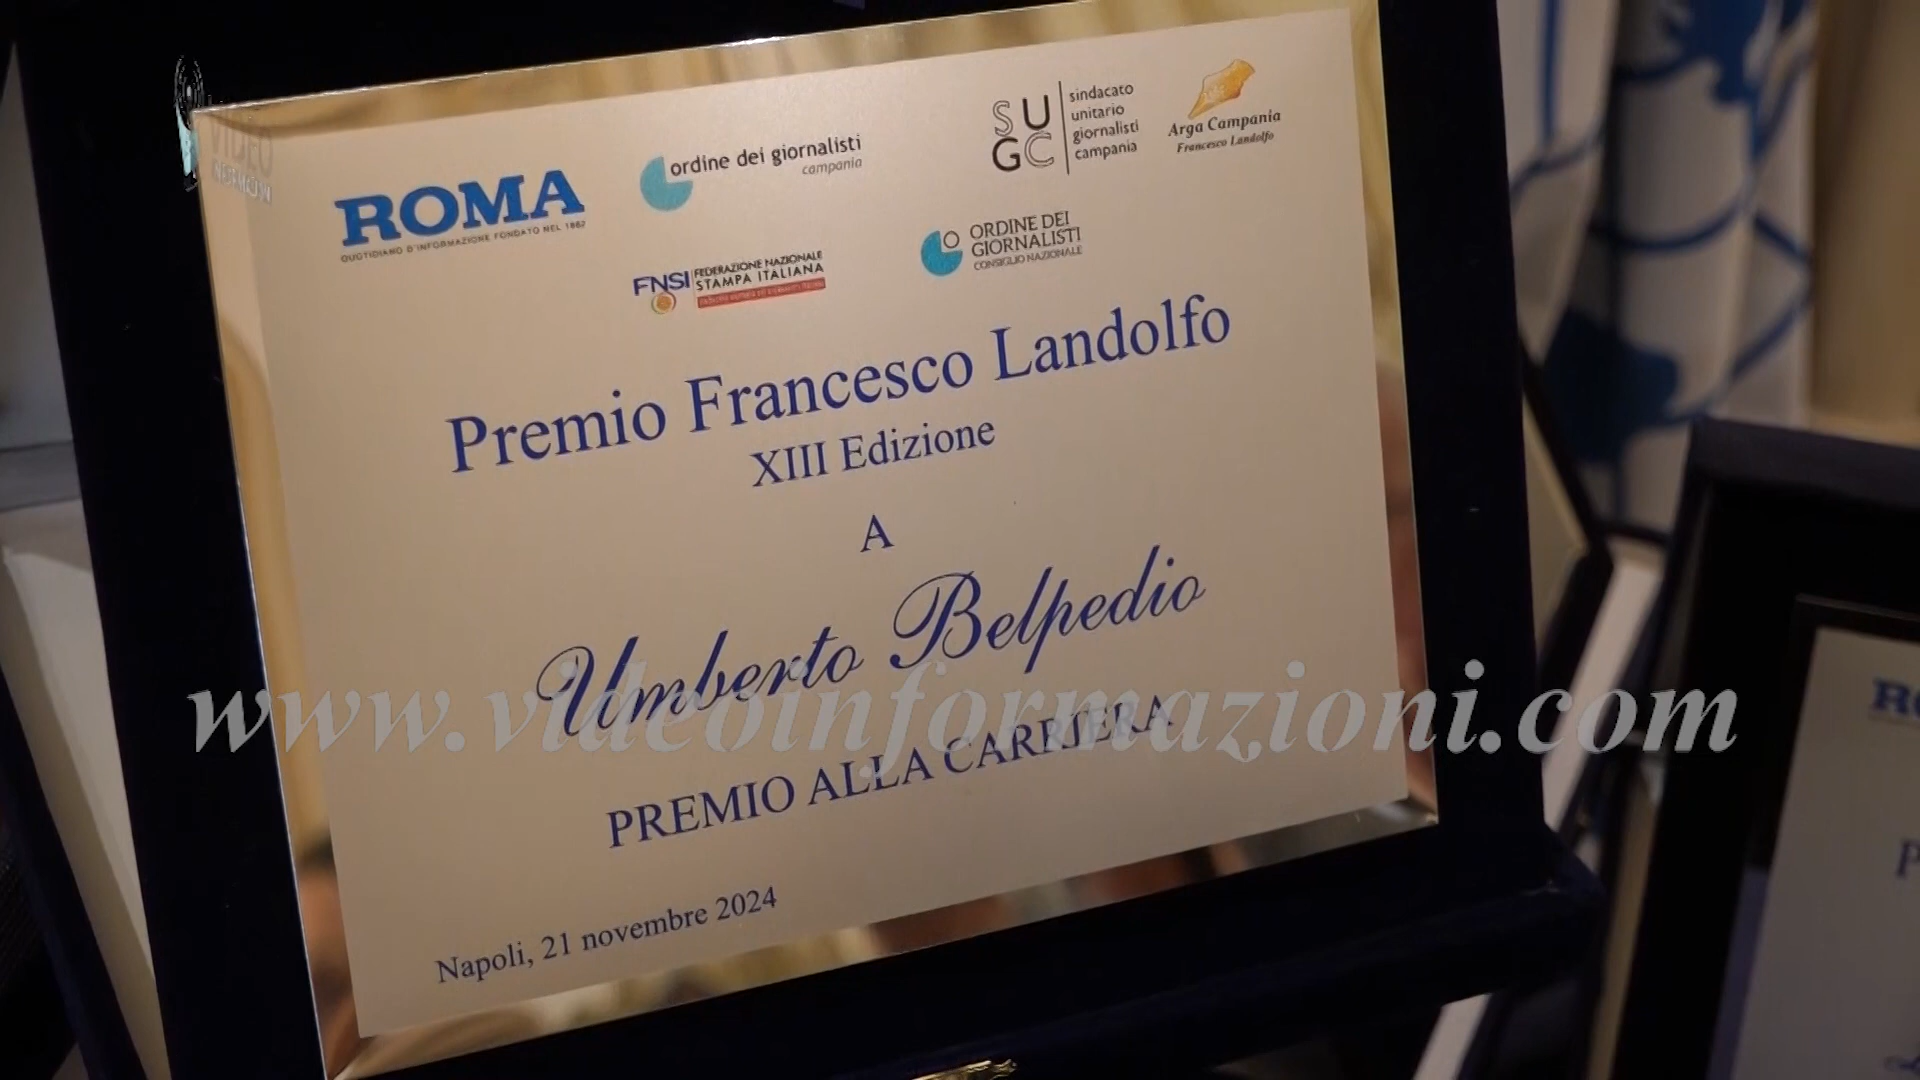 VIDEO
ROMA
QUOTIDIANO D'INFORMAZIONE FONDATO NEL 1862
ordine dei giornalisti
campania
SUGC
sindacato
unitario
giornalisti
campania
Arga Campania
Francesco Landolfo
FNSI
FEDERAZIONE NAZIONALE
STAMPA ITALIANA
ORDINE DEI
GIORNALISTI
CONSIGLIO NAZIONALE
Premio Francesco Landolfo
XIII Edizione
A
Umberto Belpedio
www.videoinformazioni.com
PREMIO ALLA CARRIERA
Napoli, 21 novembre 2024